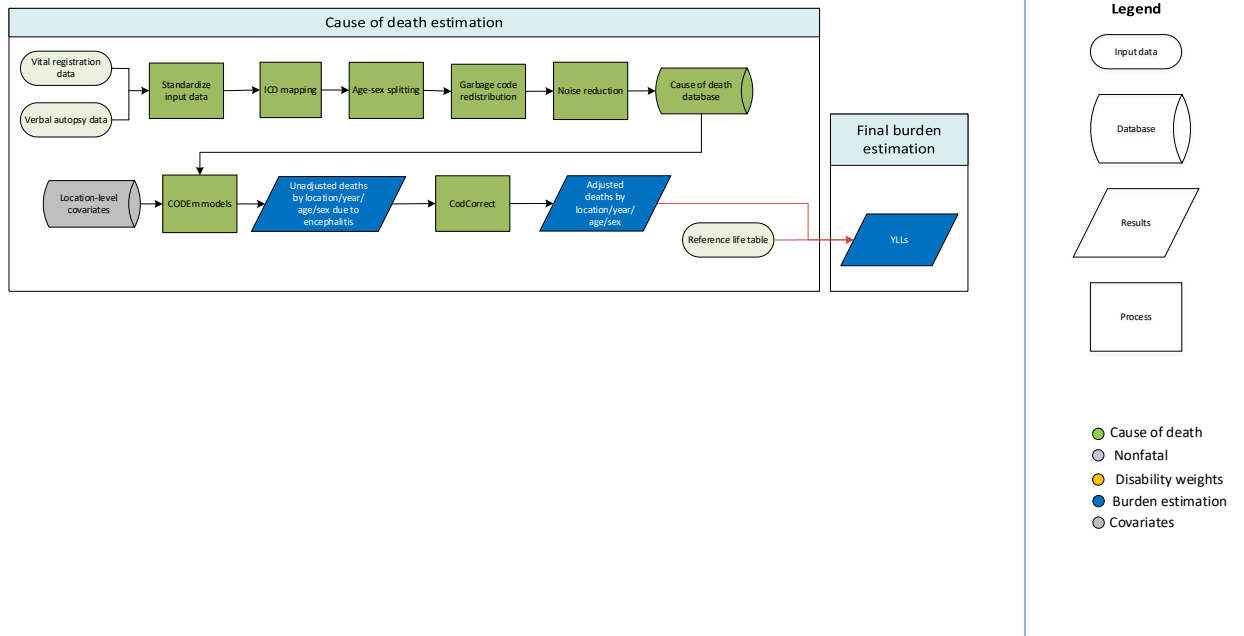 Cause of death estimation
Vital registration
data
Verbal autopsy data
Standardize
input data
ICD mapping
Age-sex splitting
Garbage code
redistribution
Noise reduction
Cause of death
database
Location-level
covariates
CODEm models
Unadjusted deaths
by location/year/
age/sex due to
encephalitis
CodCorrect
Adjusted
deaths by
location/year/
age/sex
Reference life table
Final burden
estimation
YLLs
Legend
Input data
Database
Results
Process
Cause of death
Nonfatal
Disability weights
Burden estimation
Covariates